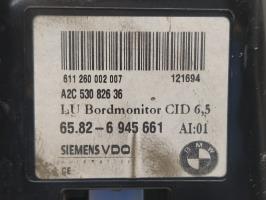 611 260 002 007 121694
A2C 530 826 36
LU Bordmonitor CID 6,5
65.82-6 945 661 AI:01
SIEMENS VDO
BMW
CE